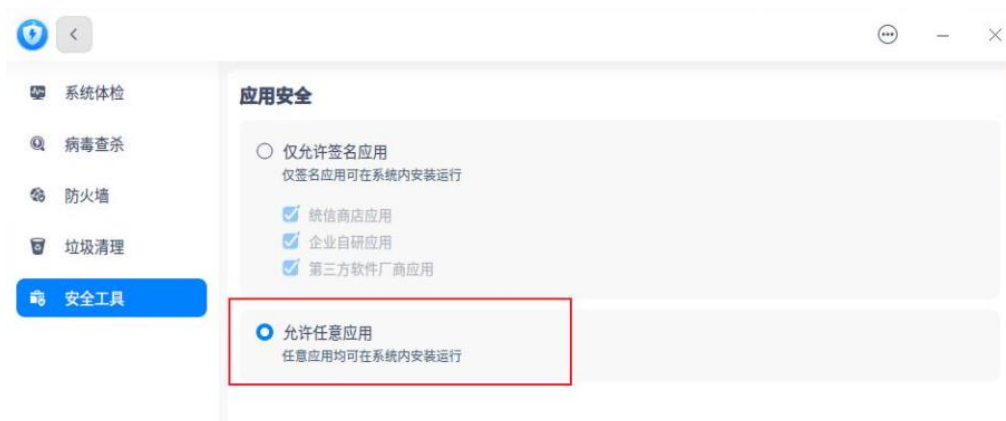 系统体检
病毒查杀
防火墙
垃圾清理
安全工具
应用安全
仅允许签名应用
仅签名应用可在系统内安装运行
统信商店应用
企业自研应用
第三方软件厂商应用
允许任意应用
任意应用均可在系统内安装运行